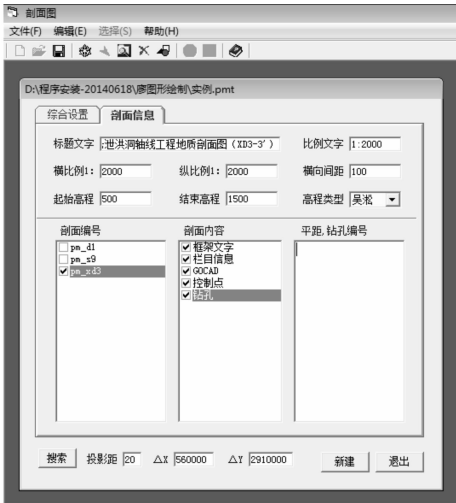 剖面图
文件(F) 编辑(E) 选择(S) 帮助(H)
D:\程序安装-20140618\廖图形绘制\实例.pmt
综合设置 剖面信息
标题文字 泄洪洞轴线工程地质剖面图(XD3-3′) 比例文字 1:2000
横比例1: 2000 纵比例1: 2000 横向间距 100
起始高程 500 结束高程 1500 高程类型 吴淞
剖面编号 剖面内容 平距,钻孔编号
pm_d1 框架文字
pm_z9 栏目信息
pm_xd3 GOCAD
控制点
钻孔
搜索 投影距 20 △X 560000 △Y 2910000 新建 退出